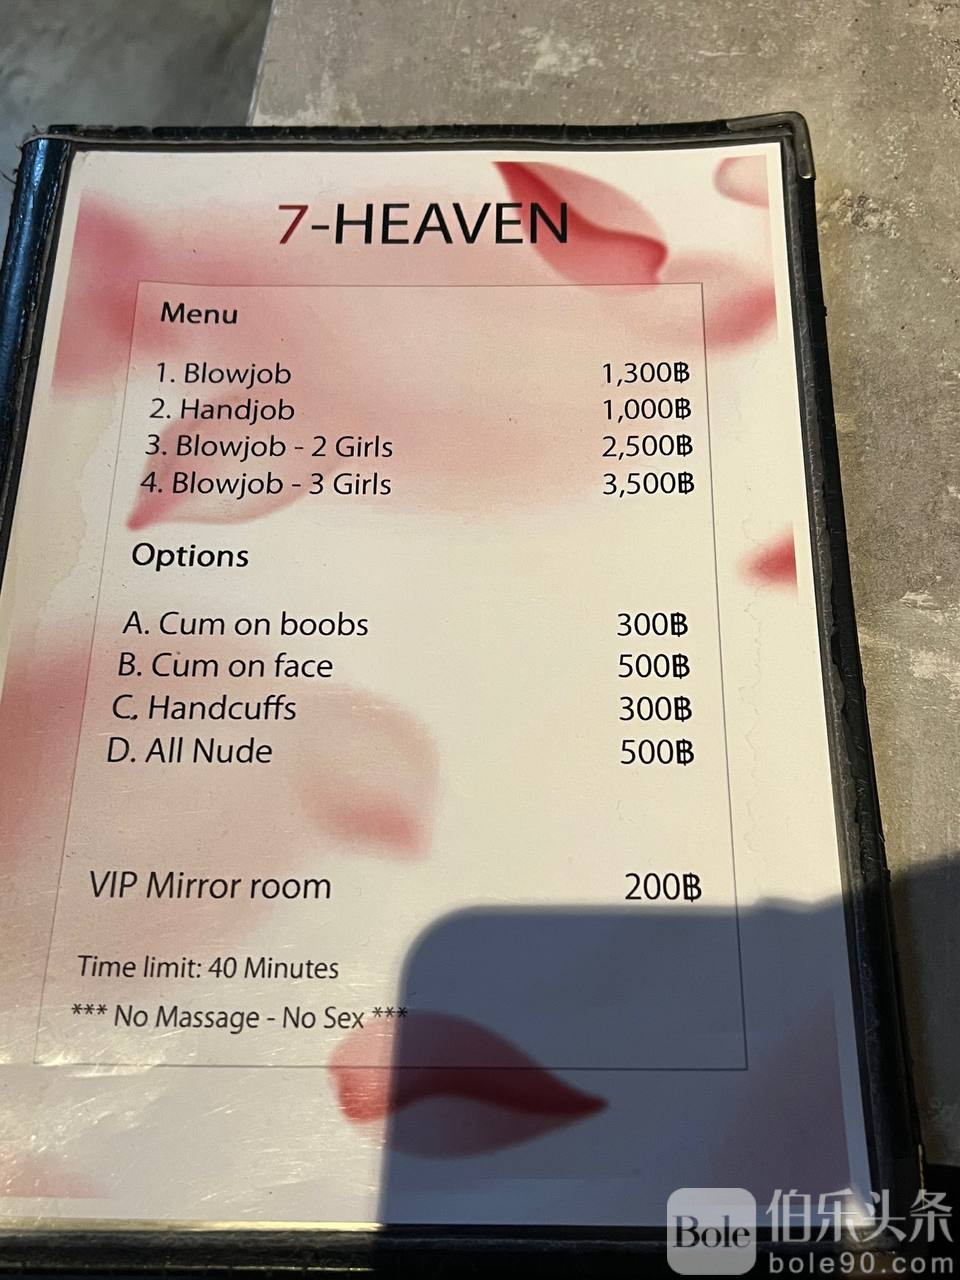 7-HEAVEN
Menu
1. Blowjob 1,300฿
2. Handjob 1,000฿
3. Blowjob - 2 Girls 2,500฿
4. Blowjob - 3 Girls 3,500฿
Options
A. Cum on boobs 300฿
B. Cum on face 500฿
C. Handcuffs 300฿
D. All Nude 500฿
VIP Mirror room 200฿
Time limit: 40 Minutes
*** No Massage - No Sex ***
Bole 伯乐头条
bole90.com